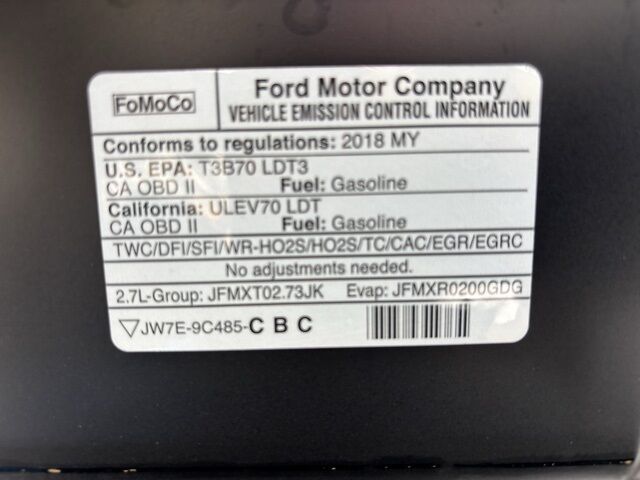 FoMoCo
Ford Motor Company
VEHICLE EMISSION CONTROL INFORMATION
Conforms to regulations: 2018 MY
U.S. EPA: T3B70 LDT3
CA OBD II Fuel: Gasoline
California: ULEV70 LDT
CA OBD II Fuel: Gasoline
TWC/DFI/SFI/WR-HO2S/HO2S/TC/CAC/EGR/EGRC
No adjustments needed.
2.7L-Group: JFMXT02.73JK Evap: JFMXR0200GDG
▽JW7E-9C485-C B C